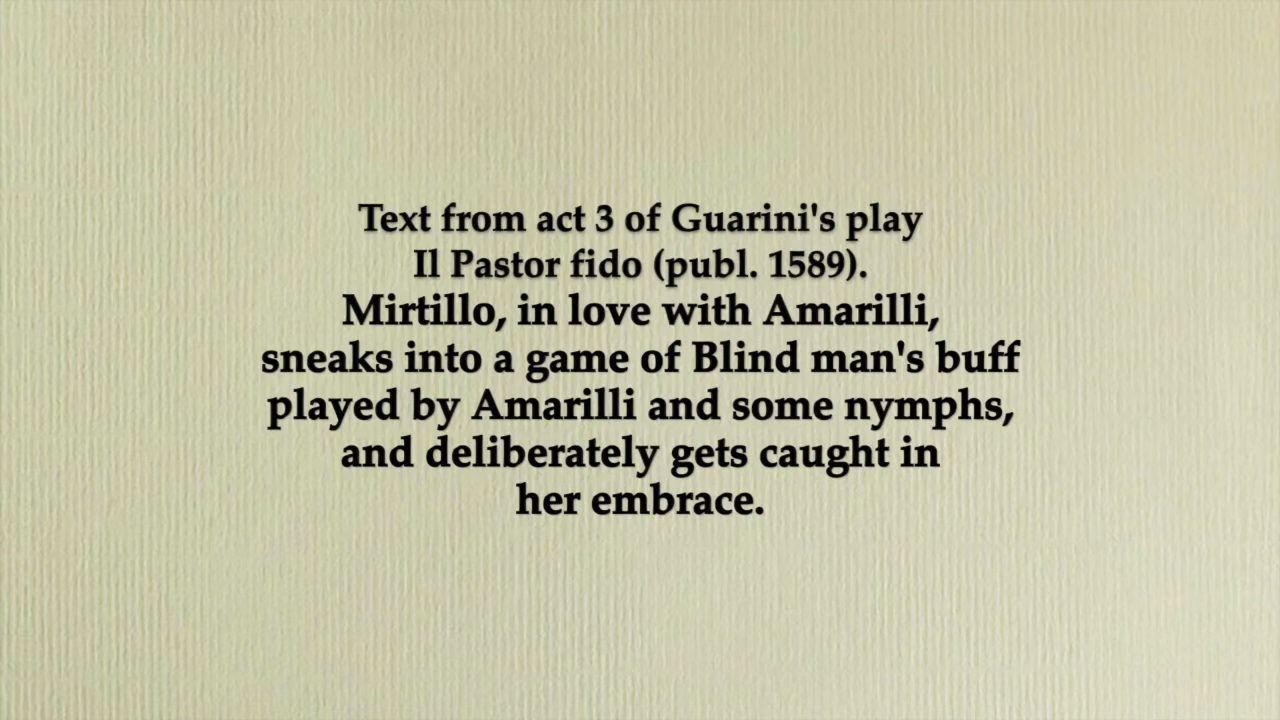 Text from act 3 of Guarini's play
Il Pastor fido (publ. 1589).
Mirtillo, in love with Amarilli,
sneaks into a game of Blind man's buff
played by Amarilli and some nymphs,
and deliberately gets caught in
her embrace.